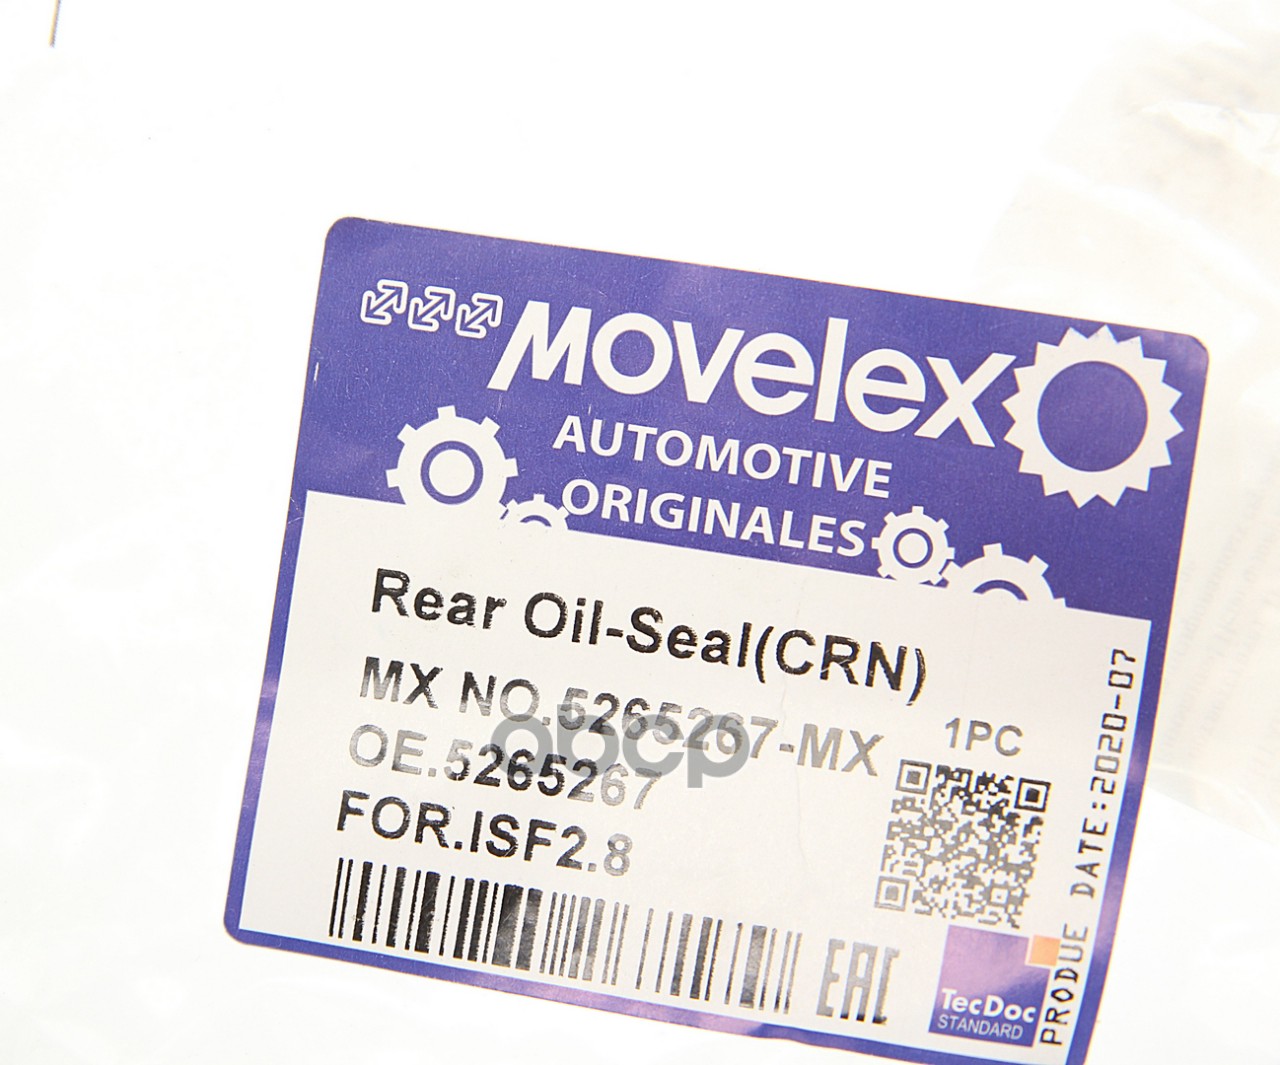 MOVELEX
AUTOMOTIVE
ORIGINALES
Rear Oil-Seal(CRN)
MX NO.5265267-MX
1PC
OE.5265267
FOR.ISF2.8
abcp
EAC
TecDoc
STANDARD
PRODUE DATE:2020-07